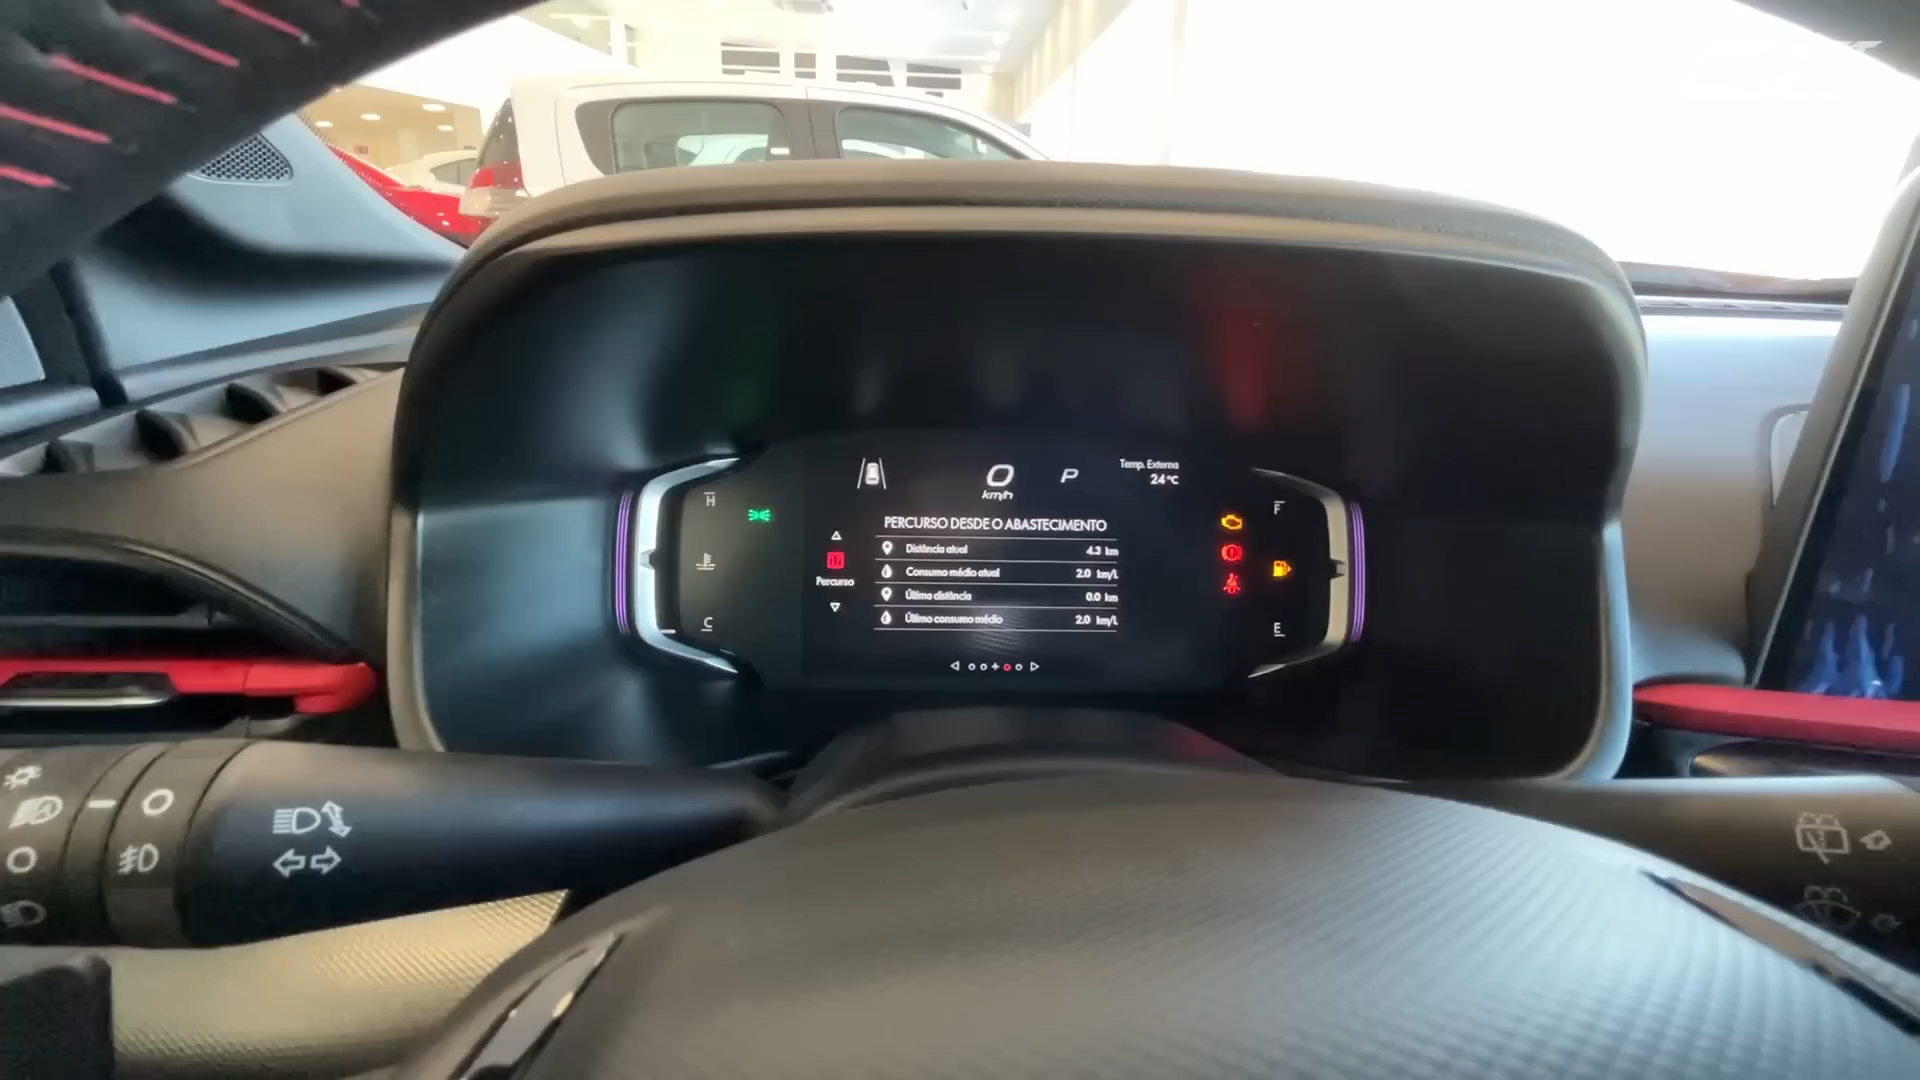 Temp. Externa
0 P 24°C
km/h
H
F
PERCURSO DESDE O ABASTECIMENTO
Distância atual 4.3 km
Consumo médio atual 2.0 km/L
Percurso
Última distância 0.0 km
Último consumo médio 2.0 km/L
C
E